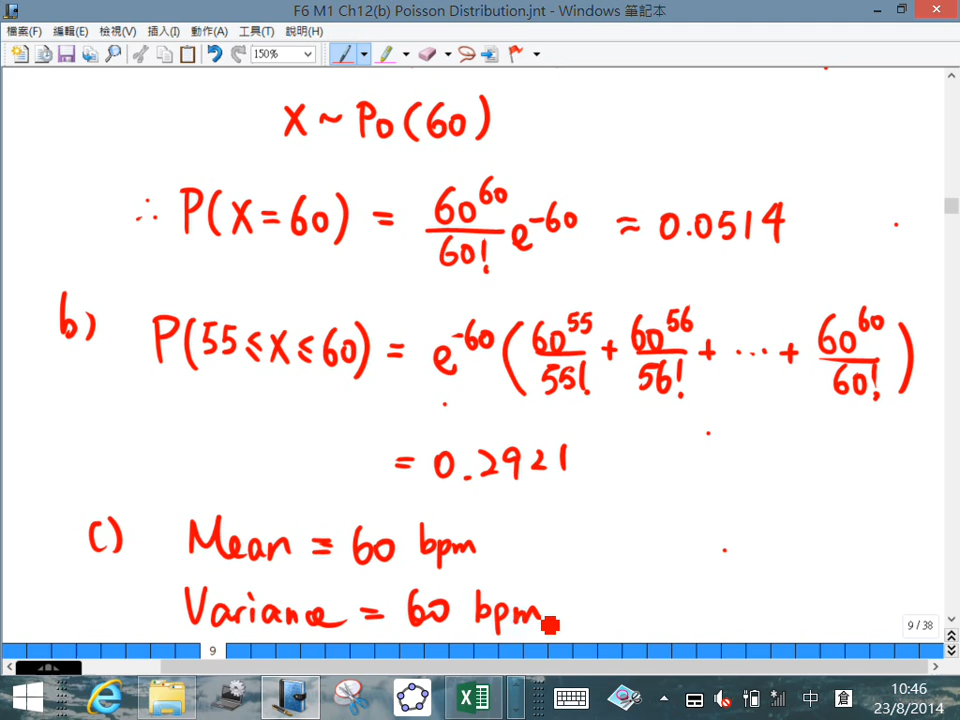 F6 M1 Ch12(b) Poisson Distribution.jnt - Windows 筆記本
檔案(F) 編輯(E) 檢視(V) 插入(I) 動作(A) 工具(T) 說明(H)
150%
X ~ Po(60)
∴ P(X=60) = 60^60/60! e^-60 ≈ 0.0514
b) P(55≤X≤60) = e^-60 (60^55/55! + 60^56/56! + ... + 60^60/60!)
= 0.2921
c) Mean = 60 bpm
Variance = 60 bpm
9 / 38
9
中 倉 10:46
23/8/2014